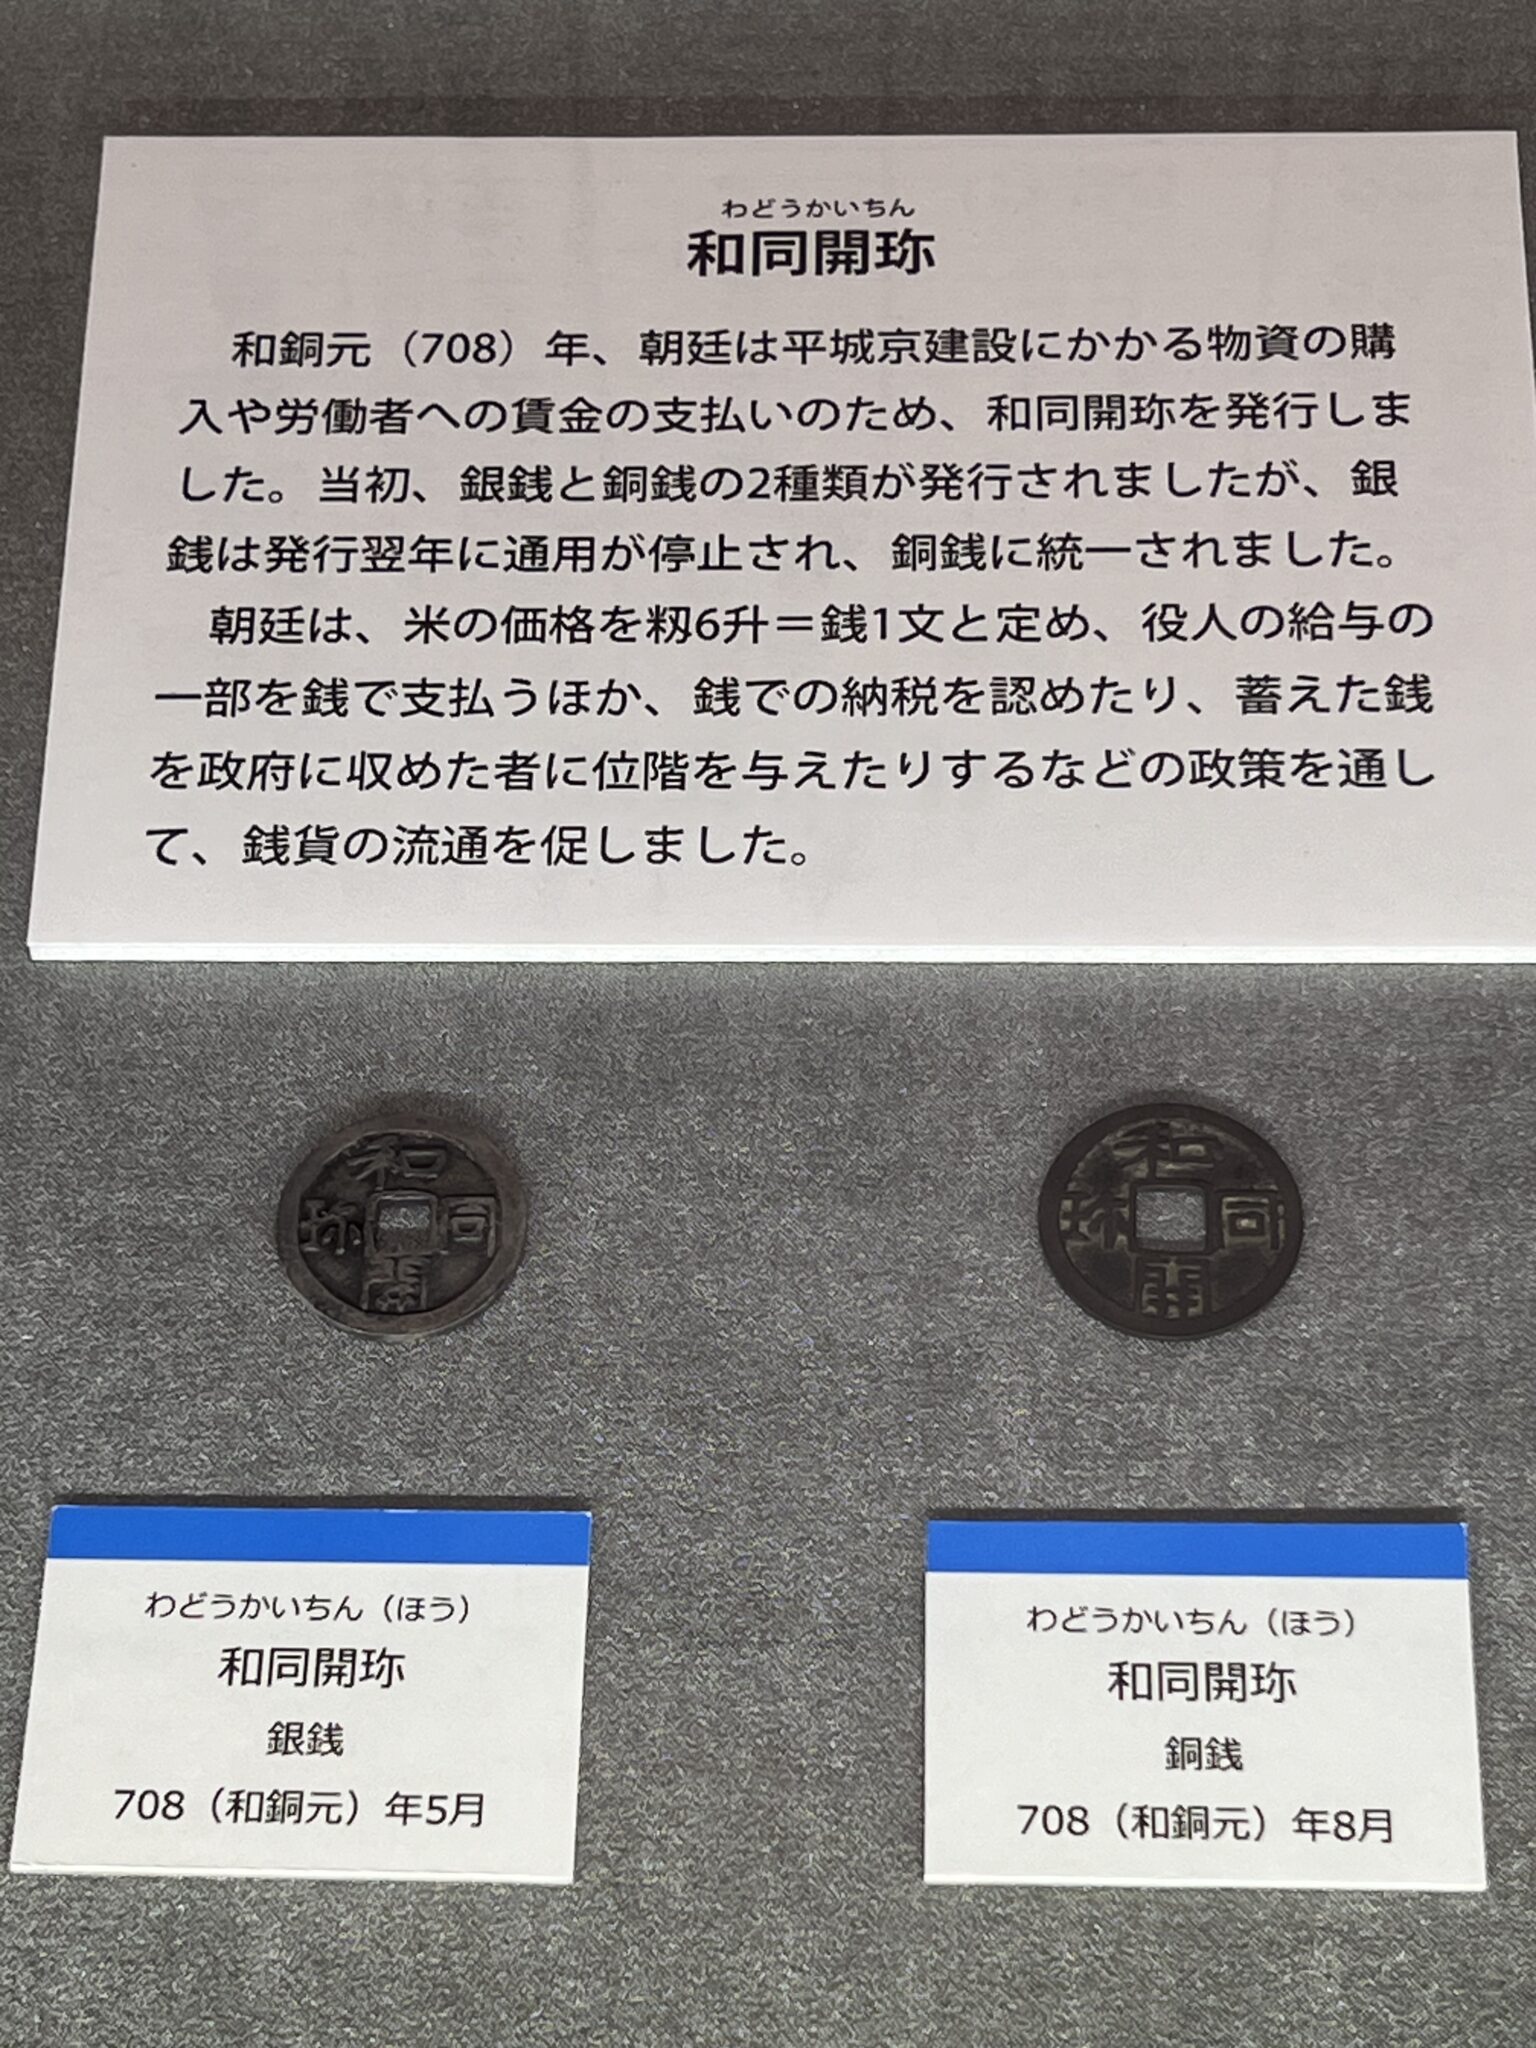 わどうかいちん
和同開珎
和銅元（708）年、朝廷は平城京建設にかかる物資の購
入や労働者への賃金の支払いのため、和同開珎を発行しま
した。当初、銀銭と銅銭の2種類が発行されましたが、銀
銭は発行翌年に通用が停止され、銅銭に統一されました。
朝廷は、米の価格を籾6升＝銭1文と定め、役人の給与の
一部を銭で支払うほか、銭での納税を認めたり、蓄えた銭
を政府に収めた者に位階を与えたりするなどの政策を通し
て、銭貨の流通を促しました。
和同開珎
和同開珎
わどうかいちん（ほう）
和同開珎
銀銭
708（和銅元）年5月
わどうかいちん（ほう）
和同開珎
銅銭
708（和銅元）年8月